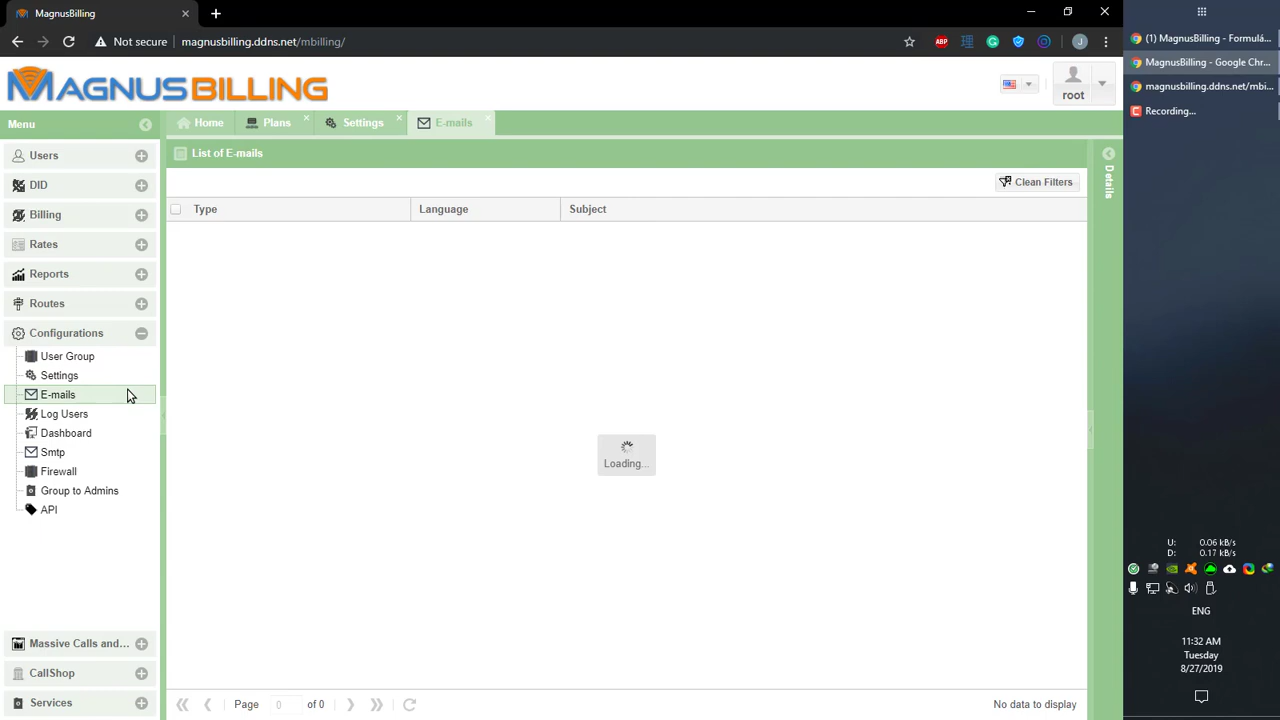 MagnusBilling
Not secure
magnusbilling.ddns.net/mbilling/
ABP
J
MAGNUSBILLING
root
Menu
Home
Plans
Settings
E-mails
List of E-mails
Clean Filters
Details
Type
Language
Subject
Users
DID
Billing
Rates
Reports
Routes
Configurations
User Group
Settings
E-mails
Log Users
Dashboard
Smtp
Firewall
Group to Admins
API
Massive Calls and...
CallShop
Services
Loading...
Page
0
of 0
No data to display
(1) MagnusBilling - Formulá...
MagnusBilling - Google Chr...
magnusbilling.ddns.net/mbi...
Recording...
U: 0.06 kB/s
D: 0.17 kB/s
ENG
11:32 AM
Tuesday
8/27/2019